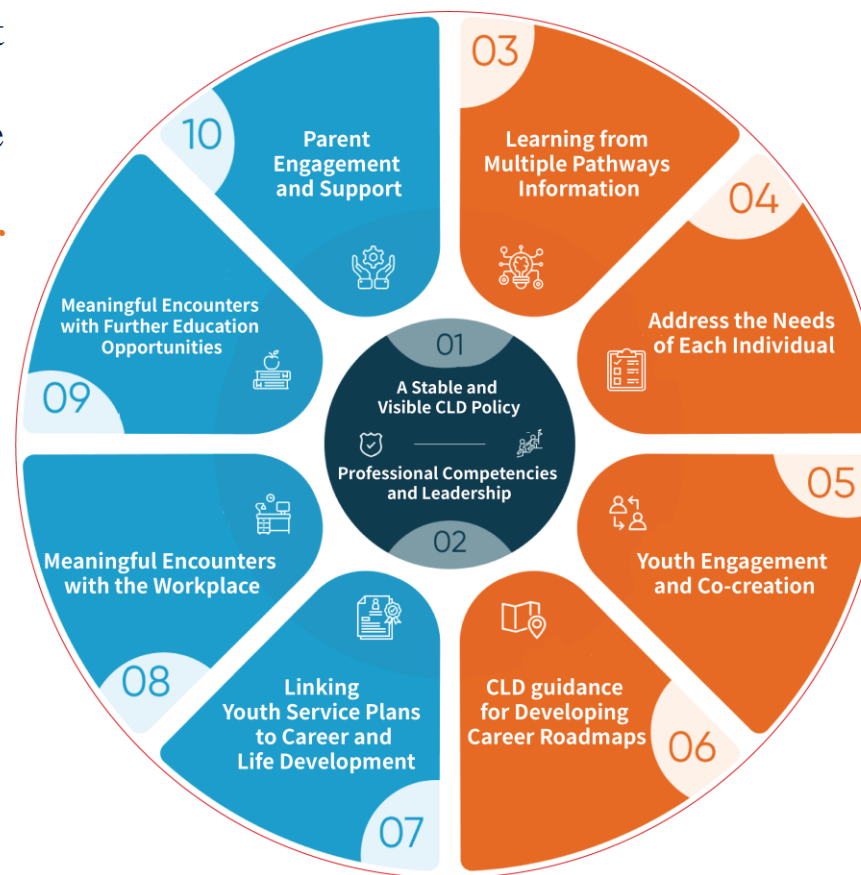 t
e
r
01
A Stable and
Visible CLD Policy
Professional Competencies
and Leadership
02
03
Learning from
Multiple Pathways
Information
04
Address the Needs
of Each Individual
05
Youth Engagement
and Co-creation
06
CLD guidance
for Developing
Career Roadmaps
07
Linking
Youth Service Plans
to Career and
Life Development
08
Meaningful Encounters
with the Workplace
09
Meaningful Encounters
with Further Education
Opportunities
10
Parent
Engagement
and Support